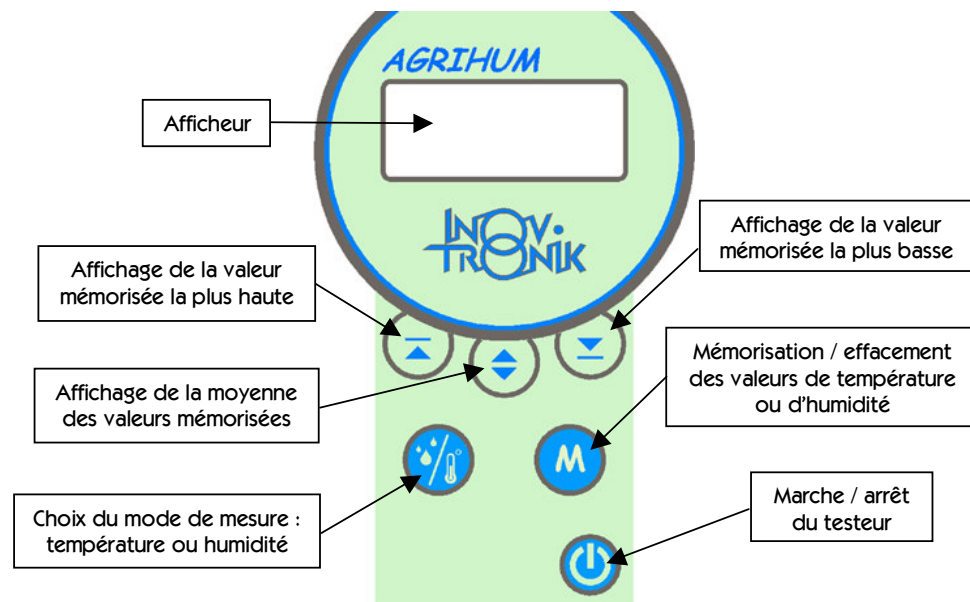 AGRIHUM
Afficheur
INOV.
TRONIK
Affichage de la valeur
mémorisée la plus basse
Affichage de la valeur
mémorisée la plus haute
Mémorisation / effacement
des valeurs de température
ou d'humidité
Affichage de la moyenne
des valeurs mémorisées
M
Marche / arrêt
du testeur
Choix du mode de mesure :
température ou humidité